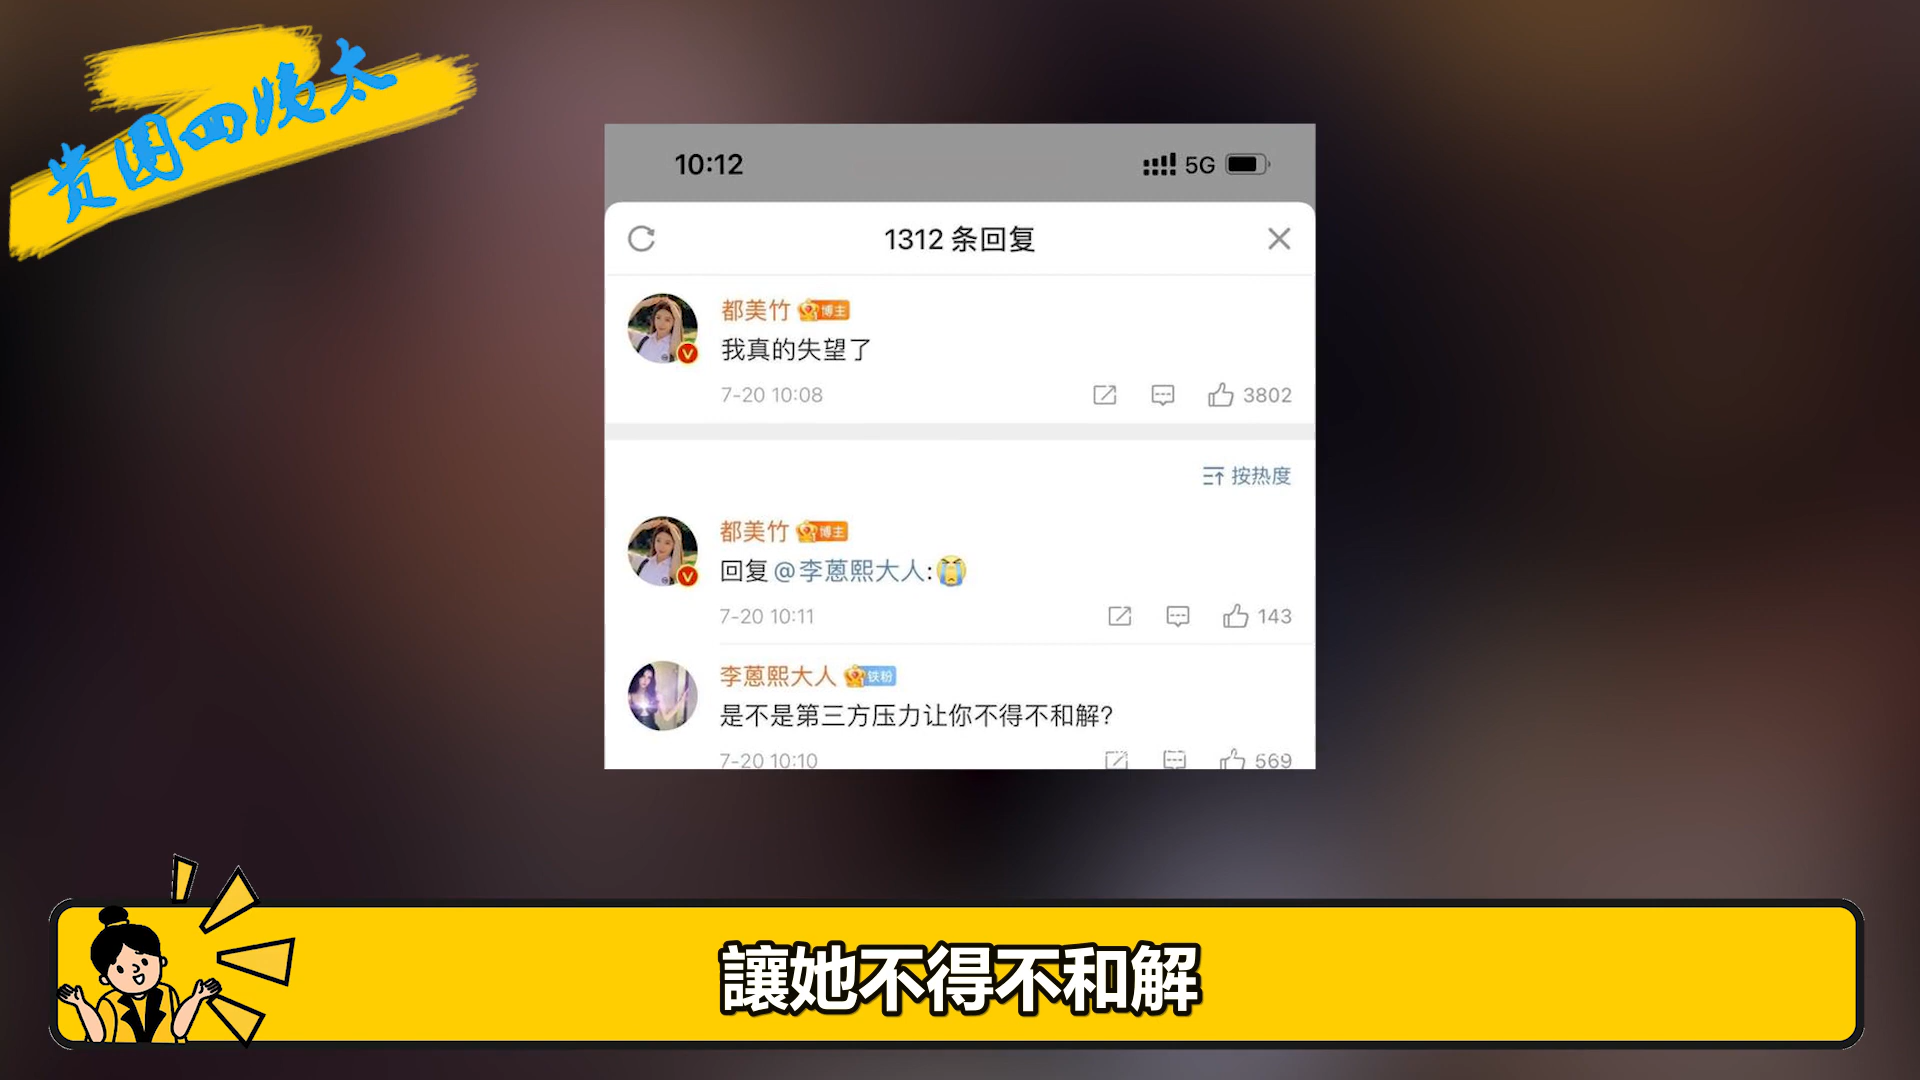 贵圈四姨太
10:12
5G
1312 条回复
都美竹 博主
我真的失望了
7-20 10:08
3802
按热度
都美竹 博主
回复@李蒽熙大人:😭
7-20 10:11
143
李蒽熙大人 铁粉
是不是第三方压力让你不得不和解?
7-20 10:10
569
讓她不得不和解